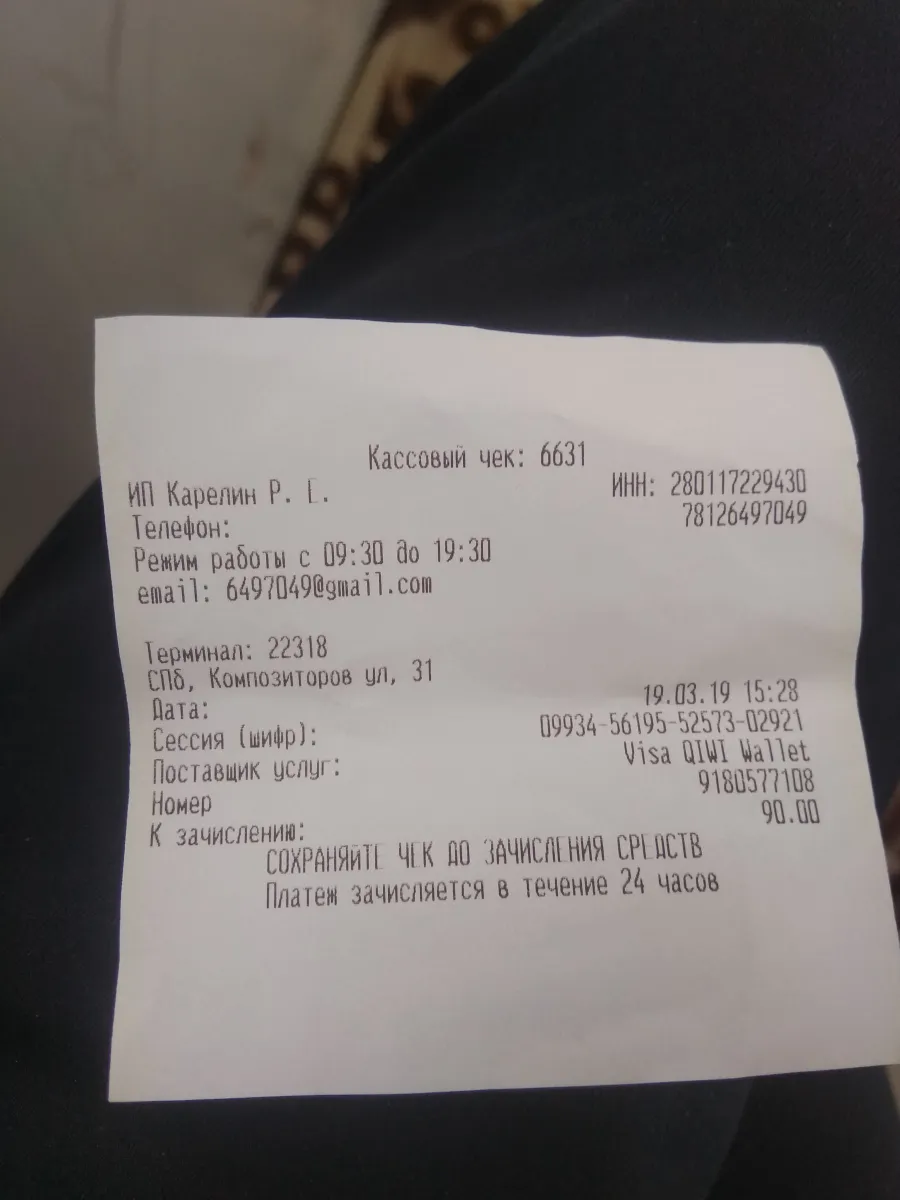 Кассовый чек: 6631
ИП Карелин Р. Е. ИНН: 280117229430
Телефон: 78126497049
Режим работы с 09:30 до 19:30
email: 6497049@gmail.com
Терминал: 22318
СПб, Композиторов ул, 31
Дата: 19.03.19 15:28
Сессия (шифр): 09934-56195-52573-02921
Поставщик услуг: Visa QIWI Wallet
Номер 9180577108
К зачислению: 90.00
СОХРАНЯЙТЕ ЧЕК ДО ЗАЧИСЛЕНИЯ СРЕДСТВ
Платеж зачисляется в течение 24 часов